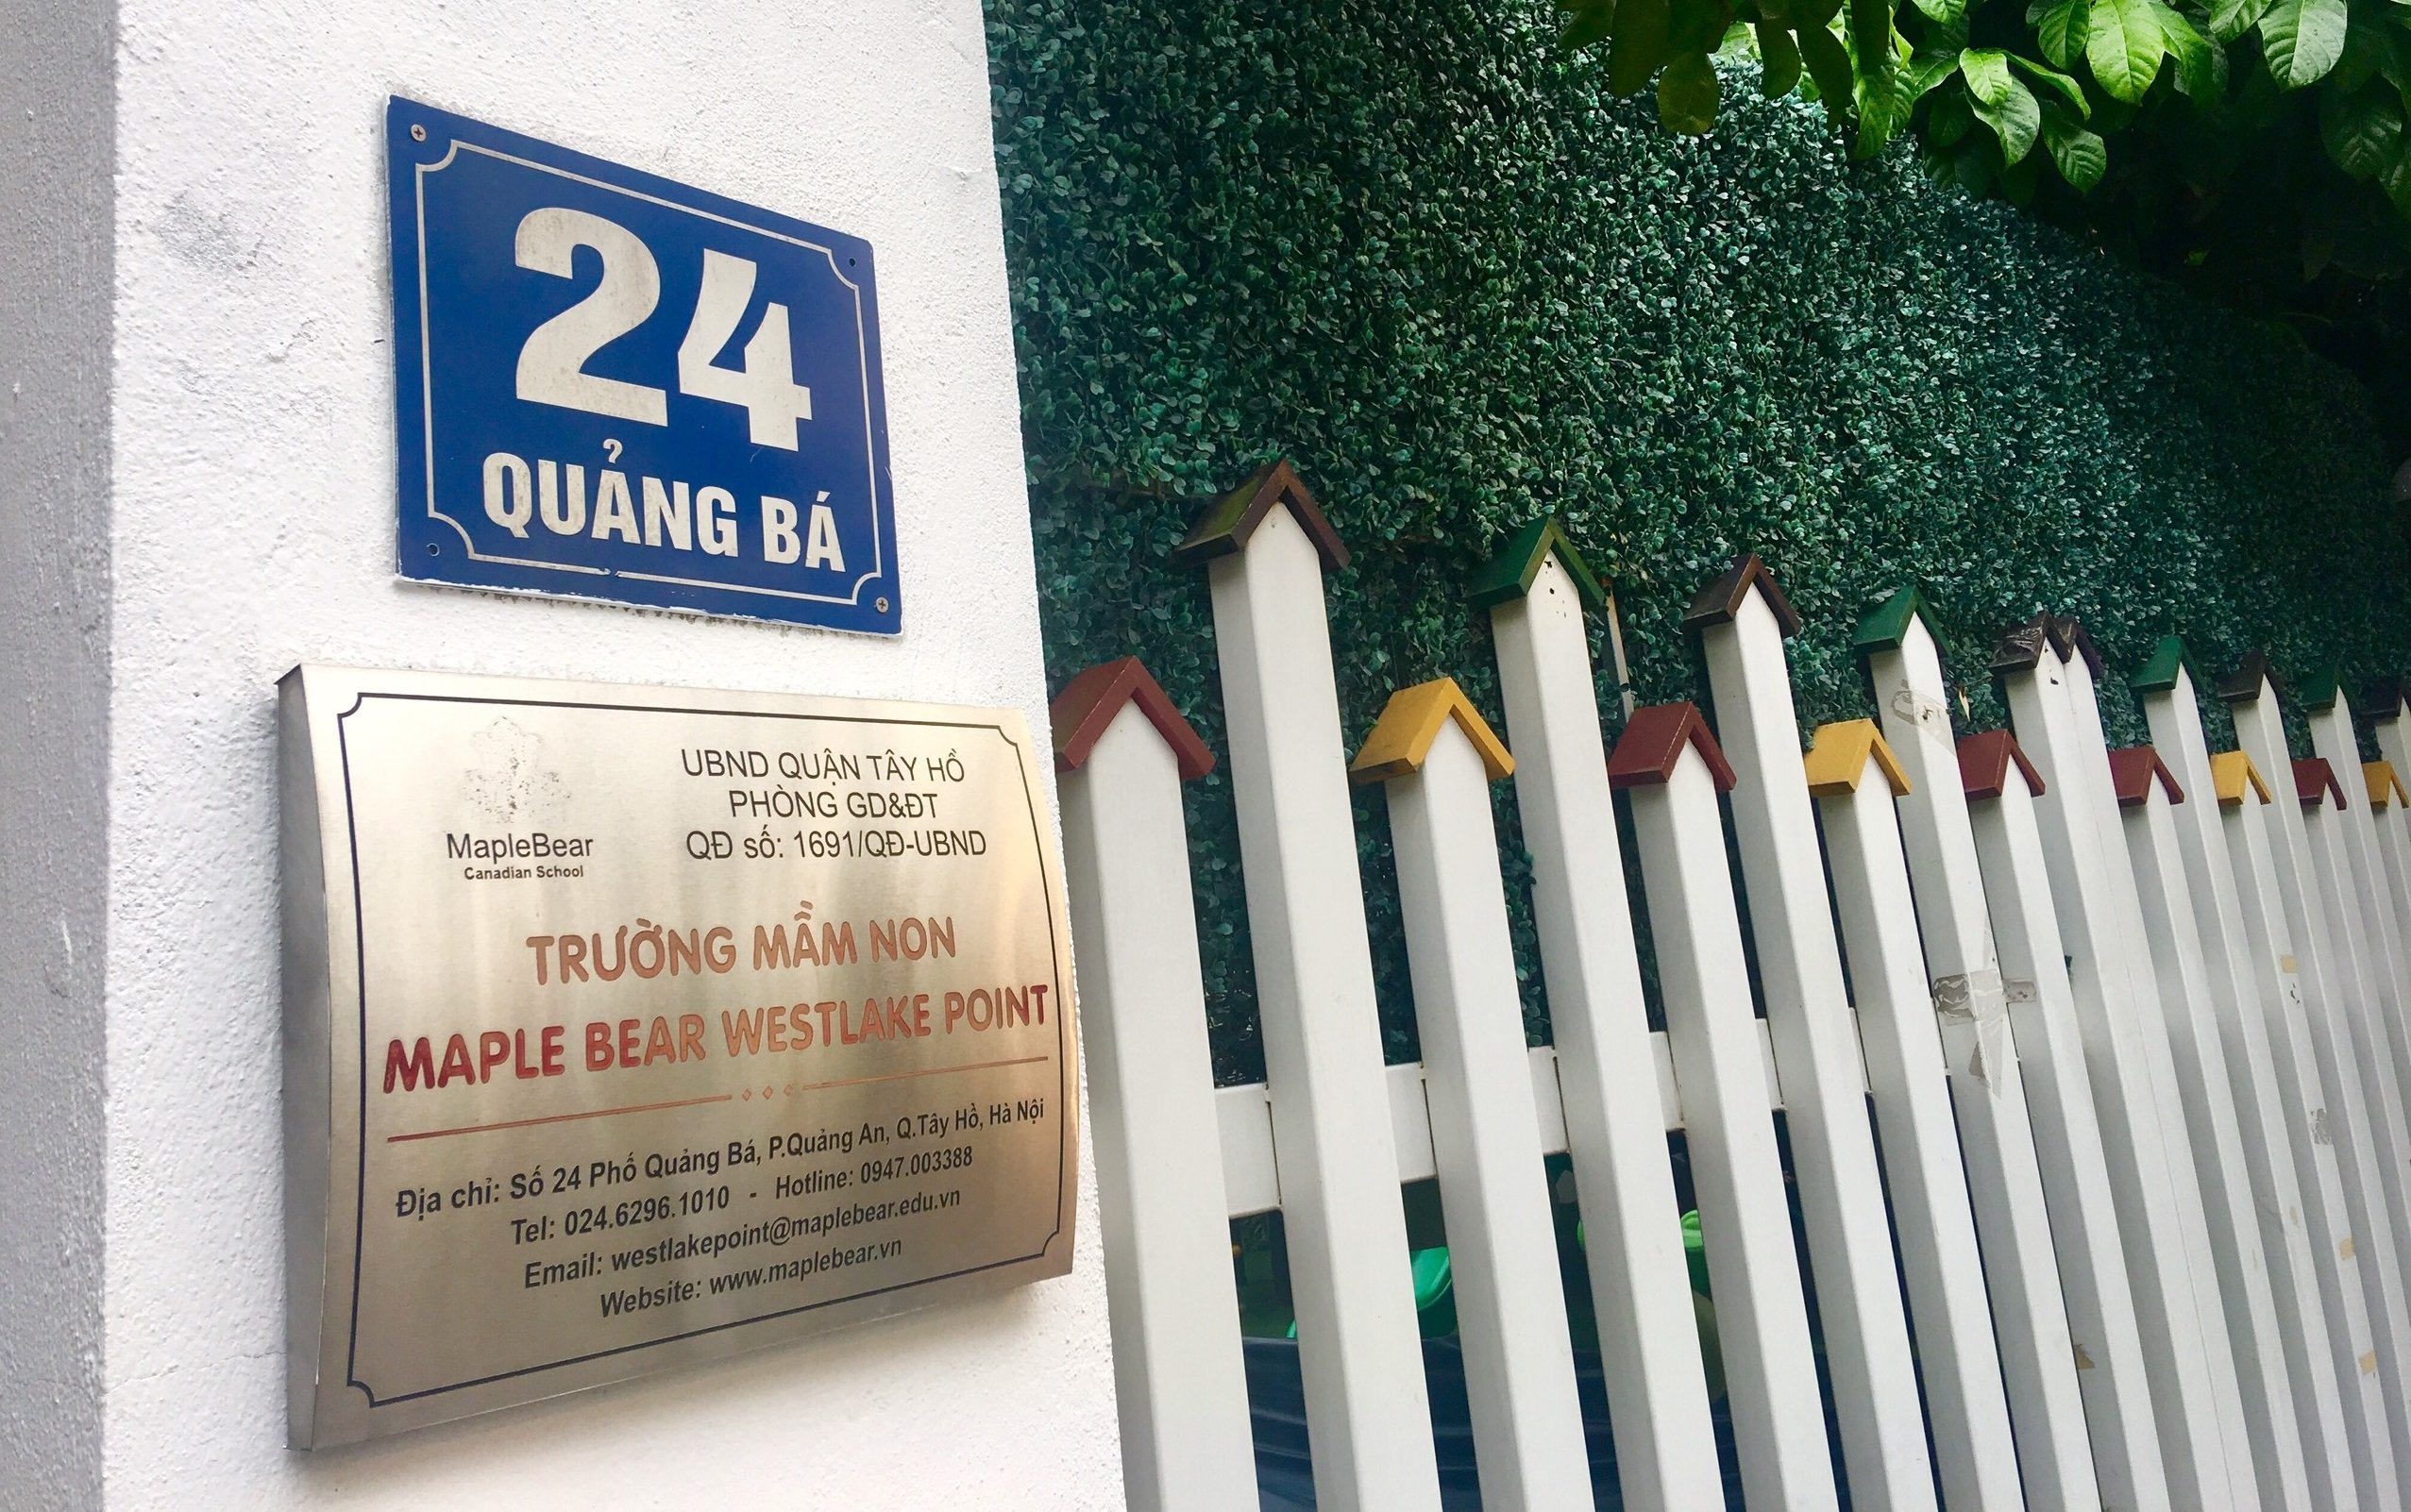 24
QUẢNG BÁ
MapleBear
Canadian School
UBND QUẬN TÂY HỒ
PHÒNG GD&ĐT
QĐ số: 1691/QĐ-UBND
TRƯỜNG MẦM NON
MAPLE BEAR WESTLAKE POINT
Địa chỉ: Số 24 Phố Quảng Bá, P.Quảng An, Q.Tây Hồ, Hà Nội
Tel: 024.6296.1010 - Hotline: 0947.003388
Email: westlakepoint@maplebear.edu.vn
Website: www.maplebear.vn